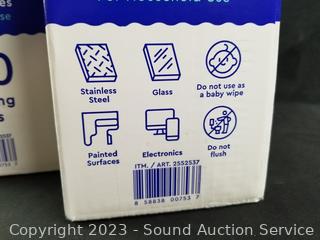 For Household Use
Stainless
Steel
Glass
Do not use as
a baby wipe
Painted
Surfaces
Electronics
Do not
flush
ITM. / ART. 2552537
8 58838 00753 7
Copyright 2023 - Sound Auction Service